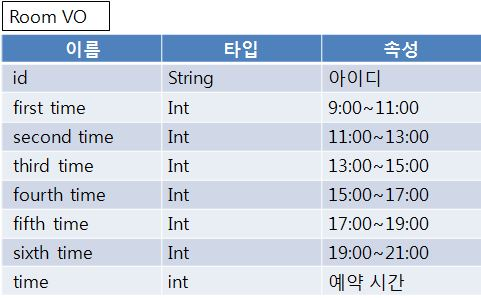 Room VO
이름 타입 속성
id String 아이디
first time Int 9:00~11:00
second time Int 11:00~13:00
third time Int 13:00~15:00
fourth time Int 15:00~17:00
fifth time Int 17:00~19:00
sixth time Int 19:00~21:00
time int 예약 시간